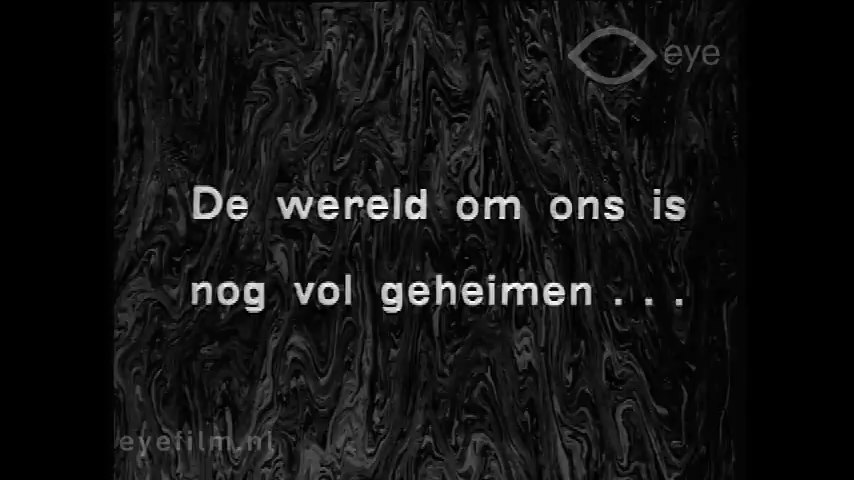 eye
De wereld om ons is
nog vol geheimen . . .
eyefilm.nl